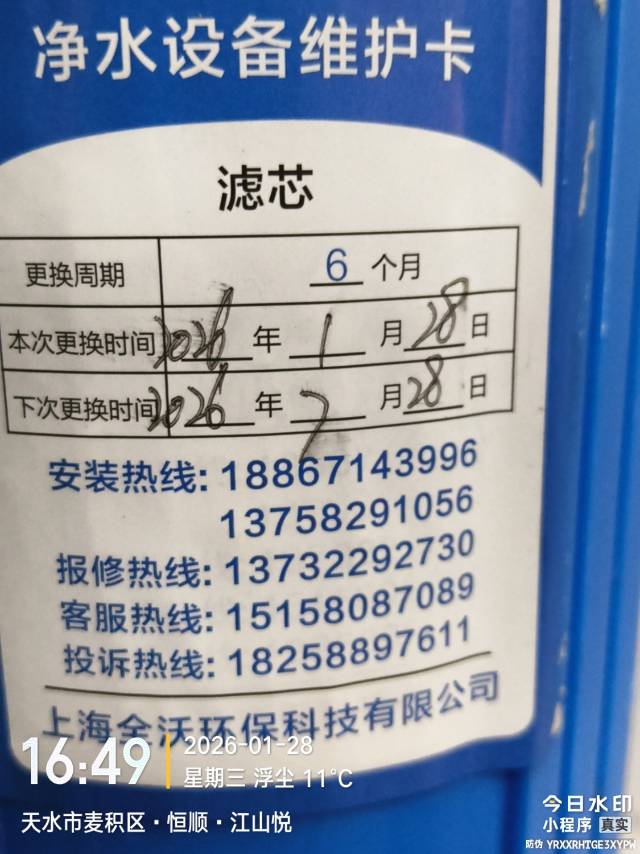 净水设备维护卡
滤芯
更换周期 6 个月
本次更换时间 2026 年 1 月 28 日
下次更换时间 2026 年 7 月 28 日
安装热线: 18867143996
13758291056
报修热线: 13732292730
客服热线: 15158087089
投诉热线: 18258897611
上海全沃环保科技有限公司
16:49
2026-01-28
星期三 浮尘 11℃
天水市麦积区·恒顺·江山悦
今日水印
小程序 真实
防伪 YRXXRHTGE3XYPW